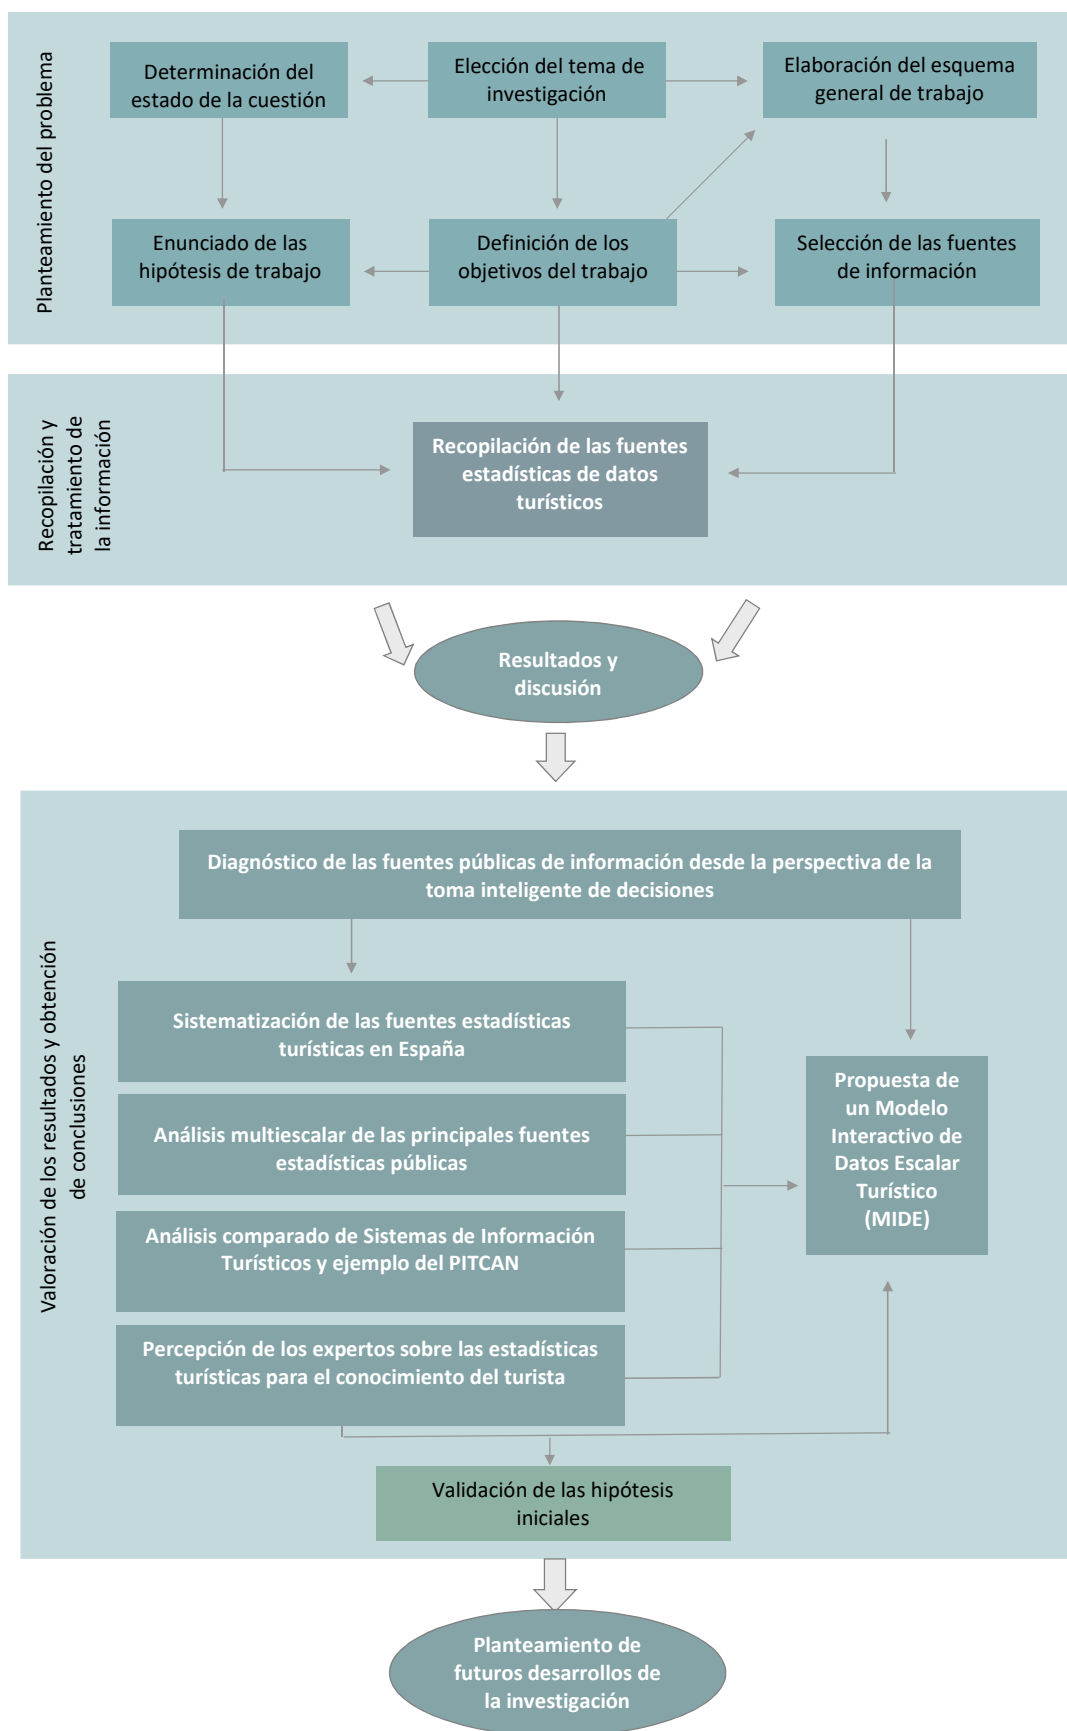 Planteamiento del problema
Determinación del
estado de la cuestión
Elección del tema de
investigación
Elaboración del esquema
general de trabajo
Enunciado de las
hipótesis de trabajo
Definición de los
objetivos del trabajo
Selección de las fuentes
de información
Recopilación y
tratamiento de
la información
Recopilación de las fuentes
estadísticas de datos
turísticos
Resultados y
discusión
Valoración de los resultados y obtención
de conclusiones
Diagnóstico de las fuentes públicas de información desde la perspectiva de la
toma inteligente de decisiones
Sistematización de las fuentes estadísticas
turísticas en España
Análisis multiescalar de las principales fuentes
estadísticas públicas
Análisis comparado de Sistemas de Información
Turísticos y ejemplo del PITCAN
Percepción de los expertos sobre las estadísticas
turísticas para el conocimiento del turista
Propuesta de
un Modelo
Interactivo de
Datos Escalar
Turístico
(MIDE)
Validación de las hipótesis
iniciales
Planteamiento de
futuros desarrollos de
la investigación